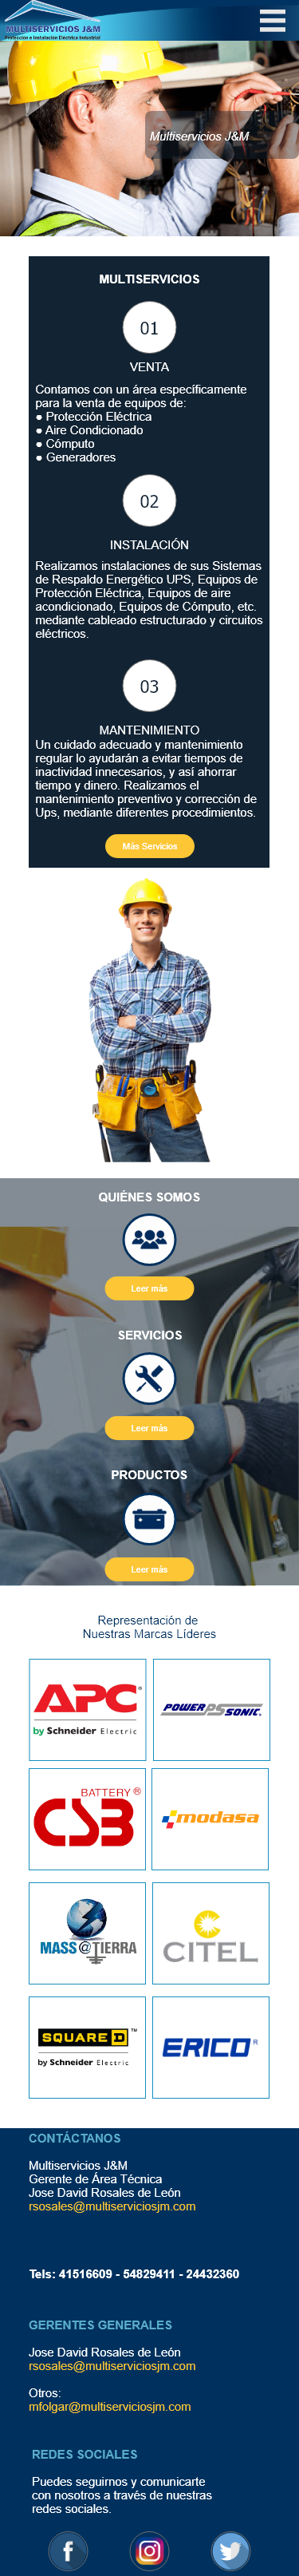 MULTISERVICIOS J&M
Protección e Instalación Eléctrica Industrial
Multiservicios J&M
MULTISERVICIOS
01
VENTA
Contamos con un área específicamente
para la venta de equipos de:
● Protección Eléctrica
● Aire Condicionado
● Cómputo
● Generadores
02
INSTALACIÓN
Realizamos instalaciones de sus Sistemas
de Respaldo Energético UPS, Equipos de
Protección Eléctrica, Equipos de aire
acondicionado, Equipos de Cómputo, etc.
mediante cableado estructurado y circuitos
eléctricos.
03
MANTENIMIENTO
Un cuidado adecuado y mantenimiento
regular lo ayudarán a evitar tiempos de
inactividad innecesarios, y así ahorrar
tiempo y dinero. Realizamos el
mantenimiento preventivo y corrección de
Ups, mediante diferentes procedimientos.
Más Servicios
QUIÉNES SOMOS
Leer más
SERVICIOS
Leer más
PRODUCTOS
Leer más
Representación de
Nuestras Marcas Líderes
APC®
by Schneider Electric
POWER PS SONIC.
BATTERY®
CSB
modasa
MASS@TIERRA
CITEL
SQUARE D™
by Schneider Electric
ERICO®
CONTÁCTANOS
Multiservicios J&M
Gerente de Área Técnica
Jose David Rosales de León
rsosales@multiserviciosjm.com
Tels: 41516609 - 54829411 - 24432360
GERENTES GENERALES
Jose David Rosales de León
rsosales@multiserviciosjm.com
Otros:
mfolgar@multiserviciosjm.com
REDES SOCIALES
Puedes seguirnos y comunicarte
con nosotros a través de nuestras
redes sociales.